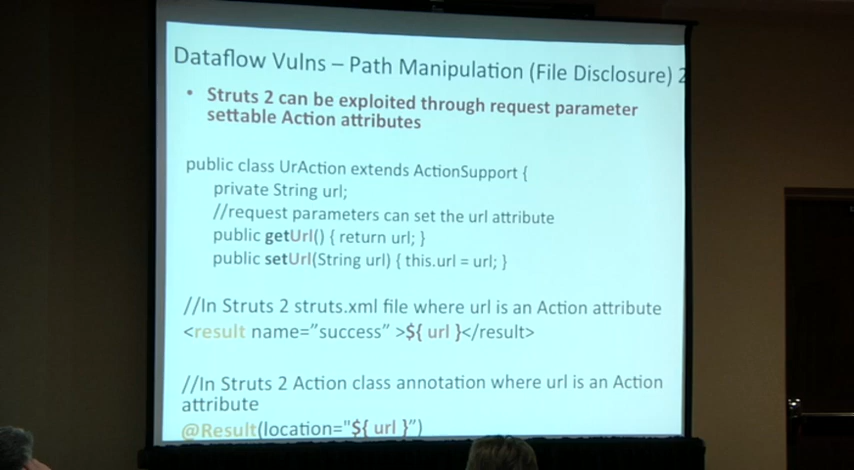 Dataflow Vulns – Path Manipulation (File Disclosure) 2
• Struts 2 can be exploited through request parameter
settable Action attributes
public class UrAction extends ActionSupport {
private String url;
//request parameters can set the url attribute
public getUrl() { return url; }
public setUrl(String url) { this.url = url; }
//In Struts 2 struts.xml file where url is an Action attribute
<result name=”success” >${ url }</result>
//In Struts 2 Action class annotation where url is an Action
attribute
@Result(location="${ url }”)